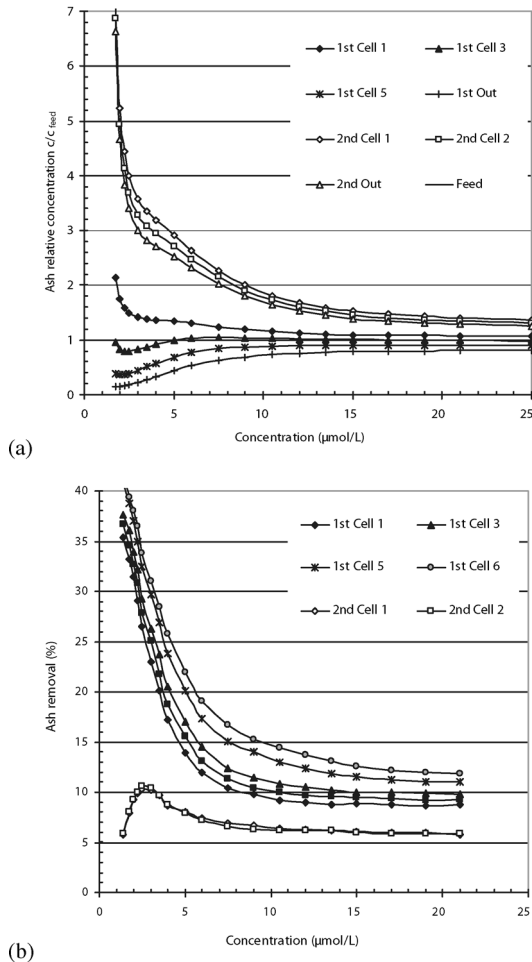 7
6
5
4
3
2
1
0
Ash relative concentration c/c feed
1st Cell 1
1st Cell 3
1st Cell 5
1st Out
2nd Cell 1
2nd Cell 2
2nd Out
Feed
0 5 10 15 20 25
Concentration (µmol/L)
(a)
40
35
30
25
20
15
10
5
0
Ash removal (%)
1st Cell 1
1st Cell 3
1st Cell 5
1st Cell 6
2nd Cell 1
2nd Cell 2
0 5 10 15 20 25
Concentration (µmol/L)
(b)